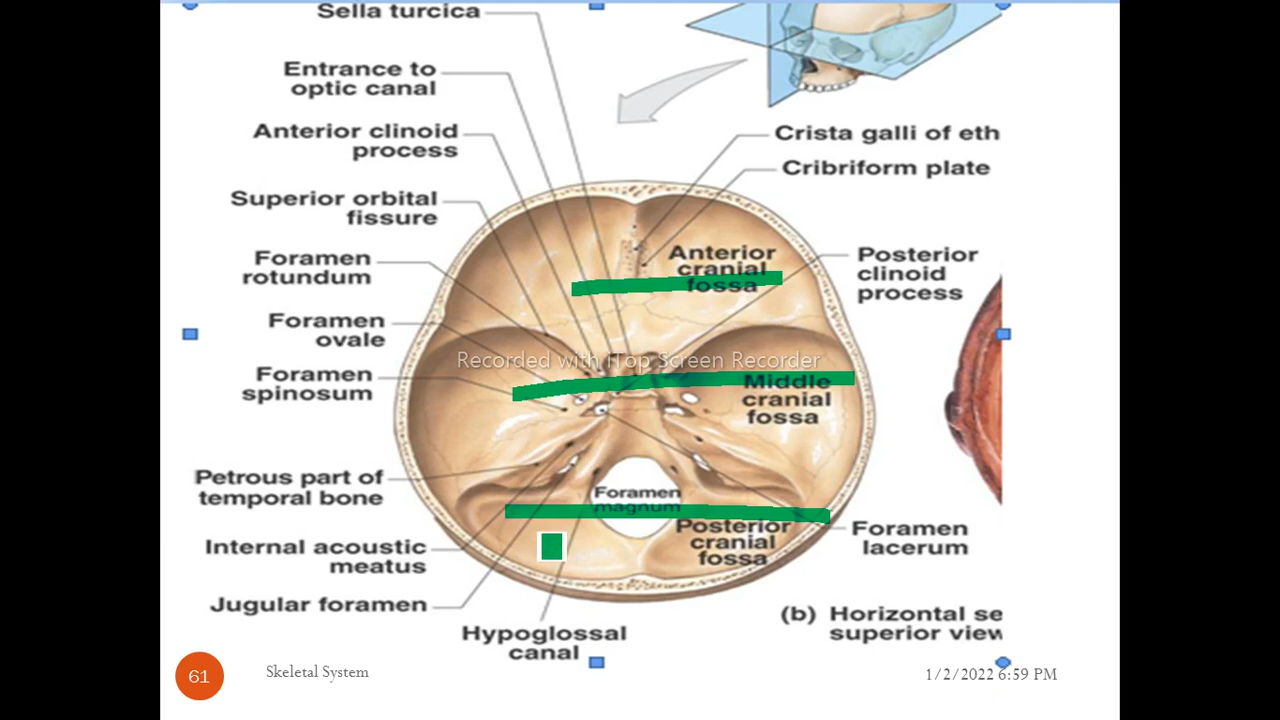 Sella turcica
Entrance to
optic canal
Anterior clinoid
process
Superior orbital
fissure
Foramen
rotundum
Foramen
ovale
Foramen
spinosum
Petrous part of
temporal bone
Internal acoustic
meatus
Jugular foramen
Hypoglossal
canal
Crista galli of eth
Cribriform plate
Anterior
cranial
fossa
Posterior
clinoid
process
Recorded with iTop Screen Recorder
Middle
cranial
fossa
Foramen
magnum
Posterior
cranial
fossa
Foramen
lacerum
(b) Horizontal se
superior view
61
Skeletal System
1/2/2022 6:59 PM